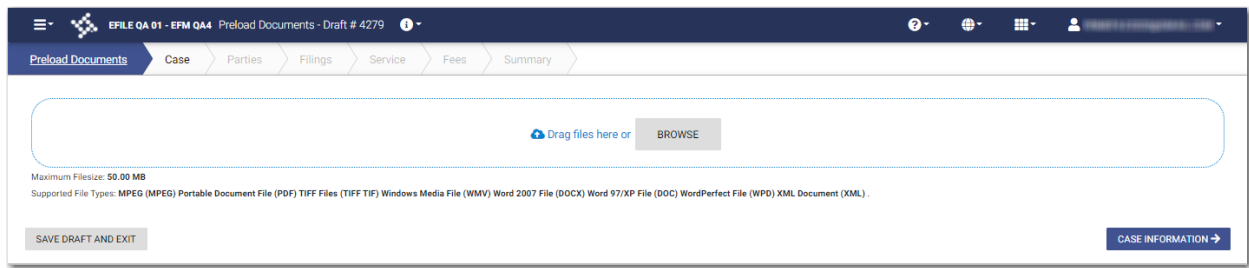 EFILE QA 01 - EFM QA4 Preload Documents - Draft # 4279
Preload Documents Case Parties Filings Service Fees Summary
Drag files here or BROWSE
Maximum Filesize: 50.00 MB
Supported File Types: MPEG (MPEG) Portable Document File (PDF) TIFF Files (TIFF TIF) Windows Media File (WMV) Word 2007 File (DOCX) Word 97/XP File (DOC) WordPerfect File (WPD) XML Document (XML) .
SAVE DRAFT AND EXIT CASE INFORMATION